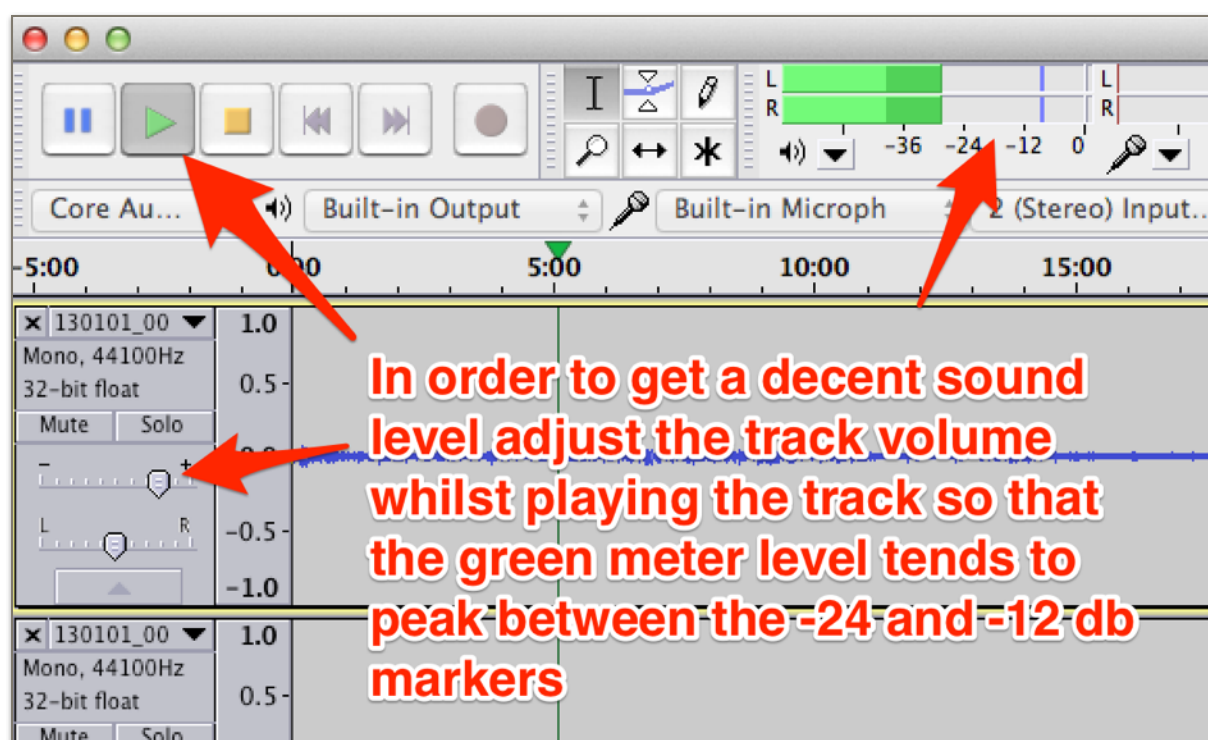 L
R
L
R
-36 -24 -12 0
Core Au... Built-in Output Built-in Microph 2 (Stereo) Input..
-5:00 0:00 5:00 10:00 15:00
130101_00 1.0
Mono, 44100Hz
32-bit float 0.5-
Mute Solo
- +
L R
-0.5-
-1.0
In order to get a decent sound
level adjust the track volume
whilst playing the track so that
the green meter level tends to
peak between the -24 and -12 db
markers
130101_00 1.0
Mono, 44100Hz
32-bit float 0.5-
Mute Solo